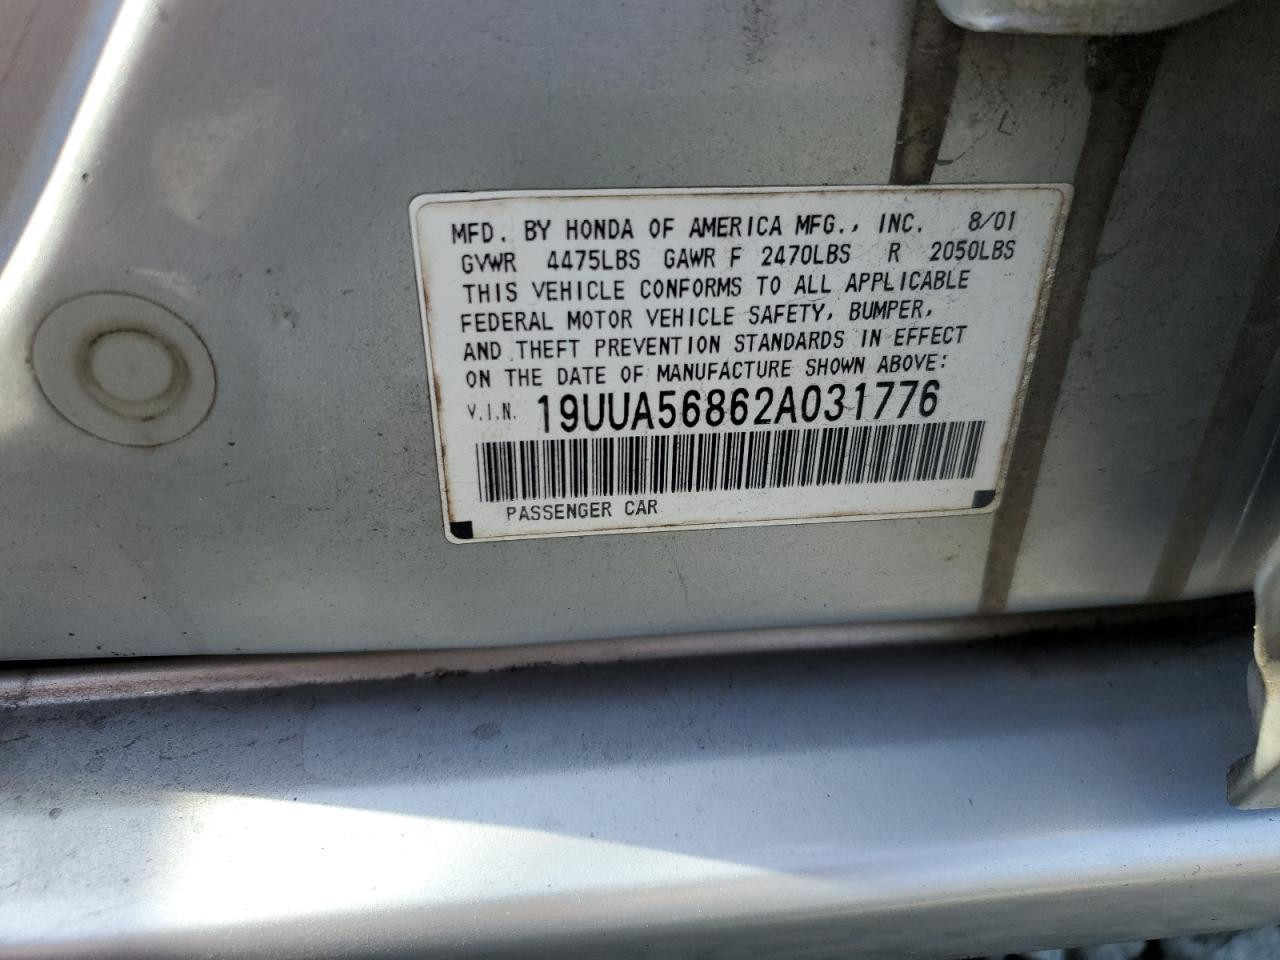 MFD. BY HONDA OF AMERICA MFG., INC. 8/01
GVWR 4475LBS GAWR F 2470LBS R 2050LBS
THIS VEHICLE CONFORMS TO ALL APPLICABLE
FEDERAL MOTOR VEHICLE SAFETY, BUMPER,
AND THEFT PREVENTION STANDARDS IN EFFECT
ON THE DATE OF MANUFACTURE SHOWN ABOVE:
V.I.N. 19UUA56862A031776
PASSENGER CAR